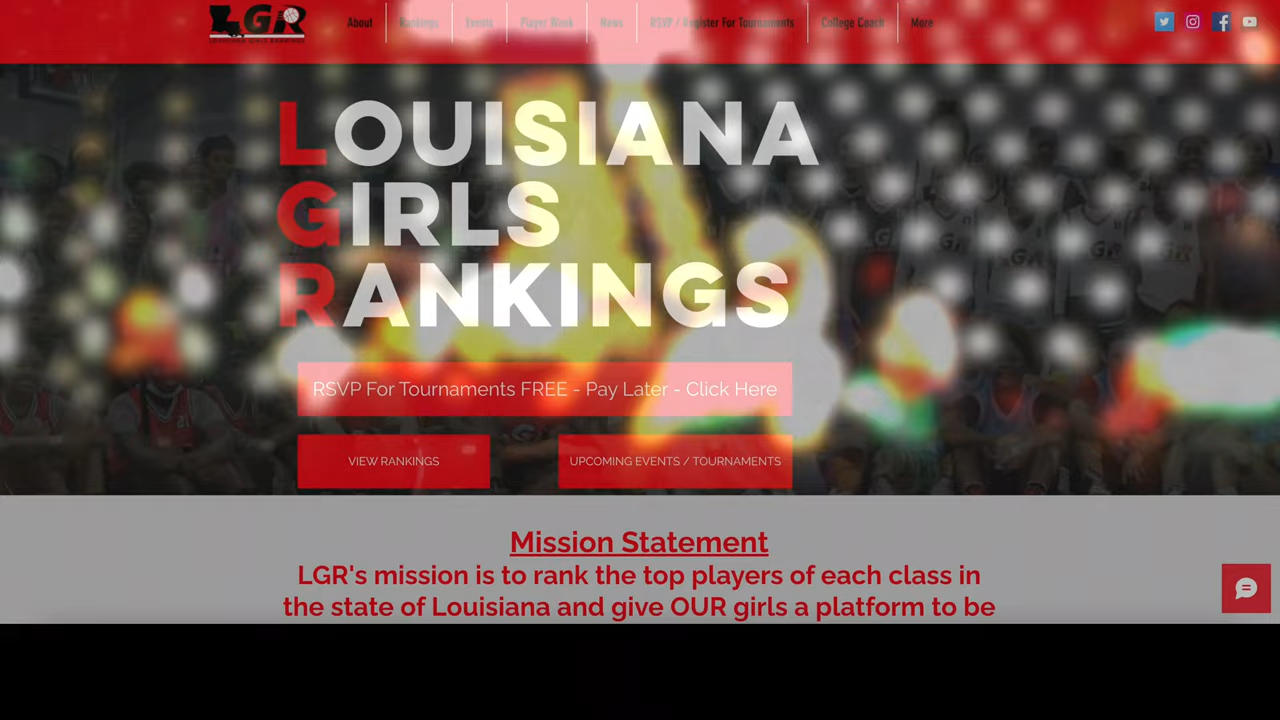 LGR
About
Rankings
Events
Player Week
News
RSVP / Register For Tournaments
College Coach
More
LOUISIANA
GIRLS
RANKINGS
RSVP For Tournaments FREE - Pay Later - Click Here
VIEW RANKINGS
UPCOMING EVENTS / TOURNAMENTS
Mission Statement
LGR's mission is to rank the top players of each class in
the state of Louisiana and give OUR girls a platform to be